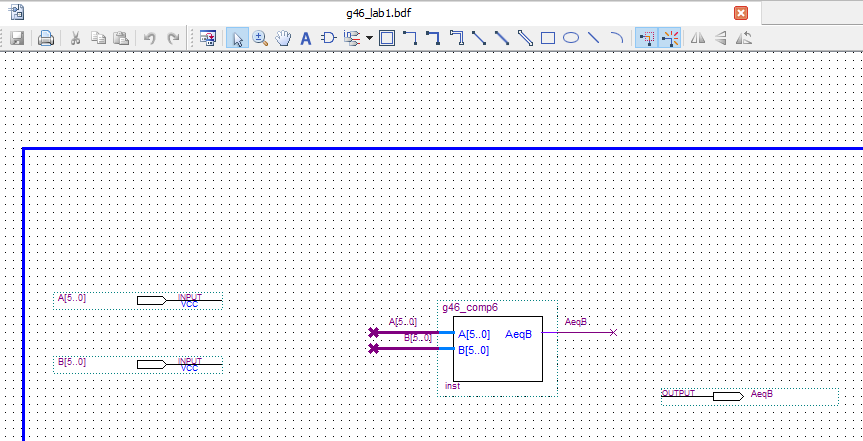 g46_lab1.bdf
A
A[5..0]
INPUT
VCC
B[5..0]
INPUT
VCC
g46_comp6
A[5..0]
B[5..0]
A[5..0]
AeqB
B[5..0]
AeqB
inst
OUTPUT
AeqB